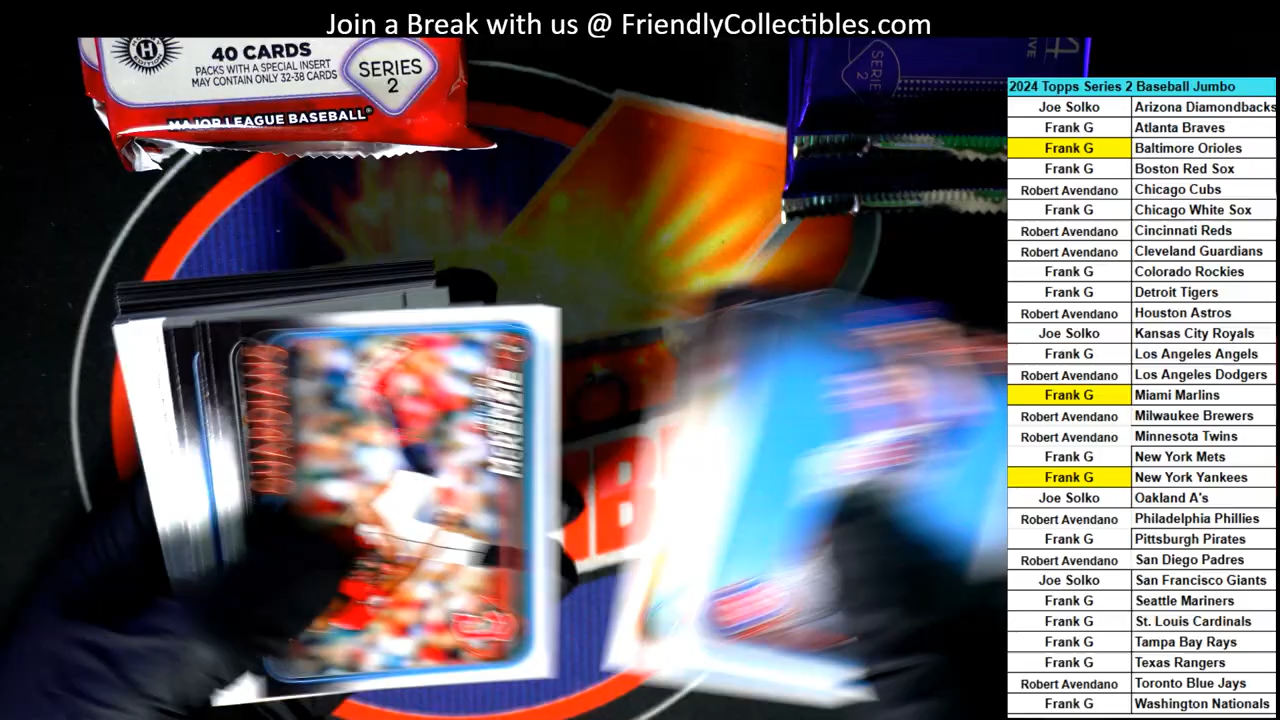 Join a Break with us @ FriendlyCollectibles.com
40 CARDS
PACKS WITH A SPECIAL INSERT
MAY CONTAIN ONLY 32-38 CARDS
SERIES
2
MAJOR LEAGUE BASEBALL
SERIE
2
2024 Topps Series 2 Baseball Jumbo
Joe Solko Arizona Diamondbacks
Frank G Atlanta Braves
Frank G Baltimore Orioles
Frank G Boston Red Sox
Robert Avendano Chicago Cubs
Frank G Chicago White Sox
Robert Avendano Cincinnati Reds
Robert Avendano Cleveland Guardians
Frank G Colorado Rockies
Frank G Detroit Tigers
Robert Avendano Houston Astros
Joe Solko Kansas City Royals
Frank G Los Angeles Angels
Robert Avendano Los Angeles Dodgers
Frank G Miami Marlins
Robert Avendano Milwaukee Brewers
Robert Avendano Minnesota Twins
Frank G New York Mets
Frank G New York Yankees
Joe Solko Oakland A's
Robert Avendano Philadelphia Phillies
Frank G Pittsburgh Pirates
Robert Avendano San Diego Padres
Joe Solko San Francisco Giants
Frank G Seattle Mariners
Frank G St. Louis Cardinals
Frank G Tampa Bay Rays
Frank G Texas Rangers
Robert Avendano Toronto Blue Jays
Frank G Washington Nationals